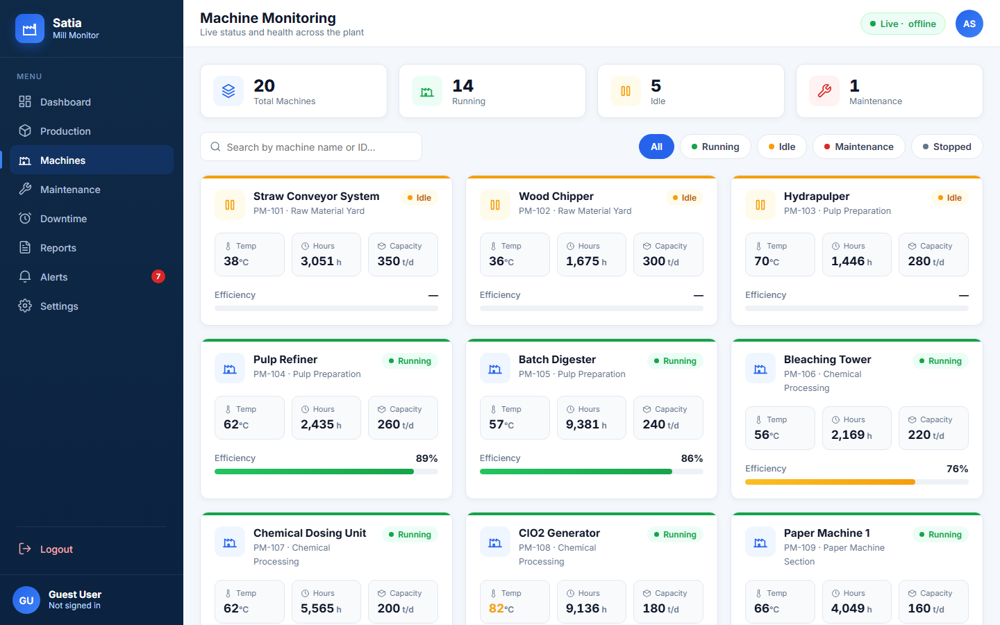 Satia
Mill Monitor
MENU
Dashboard
Production
Machines
Maintenance
Downtime
Reports
Alerts 7
Settings
Logout
GU
Guest User
Not signed in
Machine Monitoring
Live status and health across the plant
Live · offline
AS
20
Total Machines
14
Running
5
Idle
1
Maintenance
Search by machine name or ID...
All
Running
Idle
Maintenance
Stopped
Straw Conveyor System
Idle
PM-101 · Raw Material Yard
Temp
38°C
Hours
3,051 h
Capacity
350 t/d
Efficiency —
Wood Chipper
Idle
PM-102 · Raw Material Yard
Temp
36°C
Hours
1,675 h
Capacity
300 t/d
Efficiency —
Hydrapulper
Idle
PM-103 · Pulp Preparation
Temp
70°C
Hours
1,446 h
Capacity
280 t/d
Efficiency —
Pulp Refiner
Running
PM-104 · Pulp Preparation
Temp
62°C
Hours
2,435 h
Capacity
260 t/d
Efficiency 89%
Batch Digester
Running
PM-105 · Pulp Preparation
Temp
57°C
Hours
9,381 h
Capacity
240 t/d
Efficiency 86%
Bleaching Tower
Running
PM-106 · Chemical
Processing
Temp
56°C
Hours
2,169 h
Capacity
220 t/d
Efficiency 76%
Chemical Dosing Unit
Running
PM-107 · Chemical
Processing
Temp
62°C
Hours
5,565 h
Capacity
200 t/d
ClO2 Generator
Running
PM-108 · Chemical
Processing
Temp
82°C
Hours
9,136 h
Capacity
180 t/d
Paper Machine 1
Running
PM-109 · Paper Machine
Section
Temp
66°C
Hours
4,049 h
Capacity
160 t/d